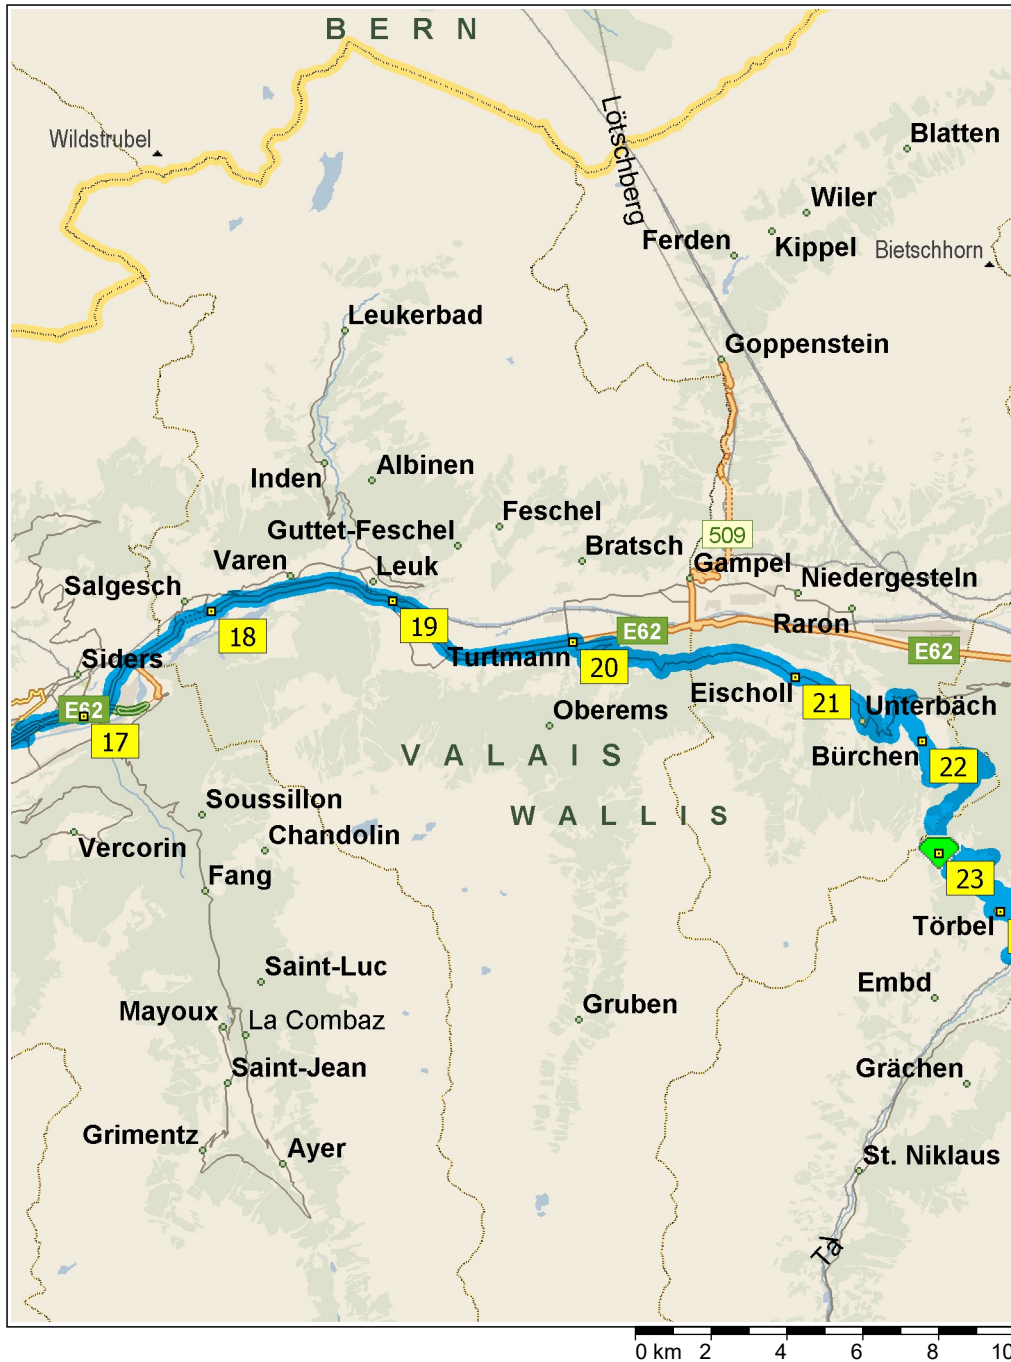 B E R N
Wildstrubel
Lötschberg
Blatten
Wiler
Ferden
Kippel
Bietschhorn
Leukerbad
Goppenstein
Inden
Albinen
Feschel
Guttet-Feschel
509
Bratsch
Varen
Leuk
Gampel
Salgesch
Niedergesteln
18
19
E62
Raron
Siders
Turtmann
20
E62
E62
17
Eischoll
21
Unterbäch
Oberems
V A L A I S
Bürchen
22
Soussillon
W A L L I S
Vercorin
Chandolin
Fang
23
Törbel
Saint-Luc
Embd
Mayoux
La Combaz
Gruben
Saint-Jean
Grächen
Grimentz
Ayer
St. Niklaus
0 km 2 4 6 8 10